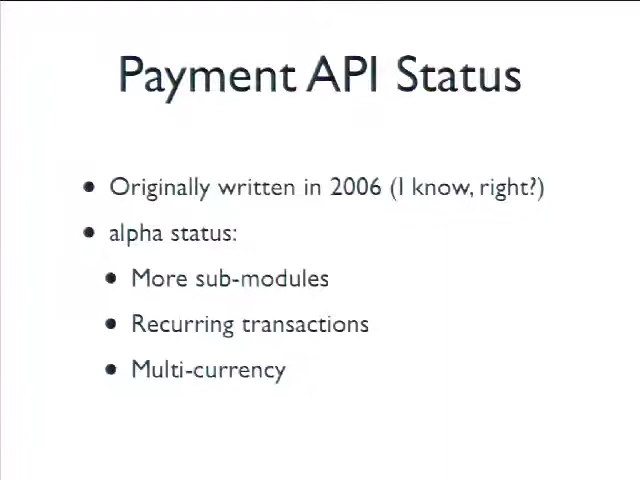 Payment API Status
• Originally written in 2006 (I know, right?)
• alpha status:
• More sub-modules
• Recurring transactions
• Multi-currency